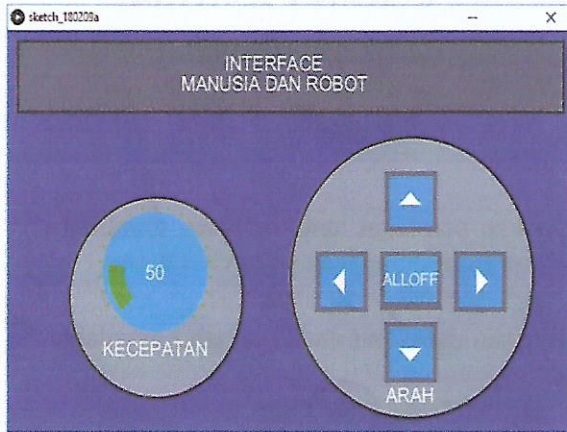 sketch_180209a
INTERFACE
MANUSIA DAN ROBOT
50
KECEPATAN
ALLOFF
ARAH